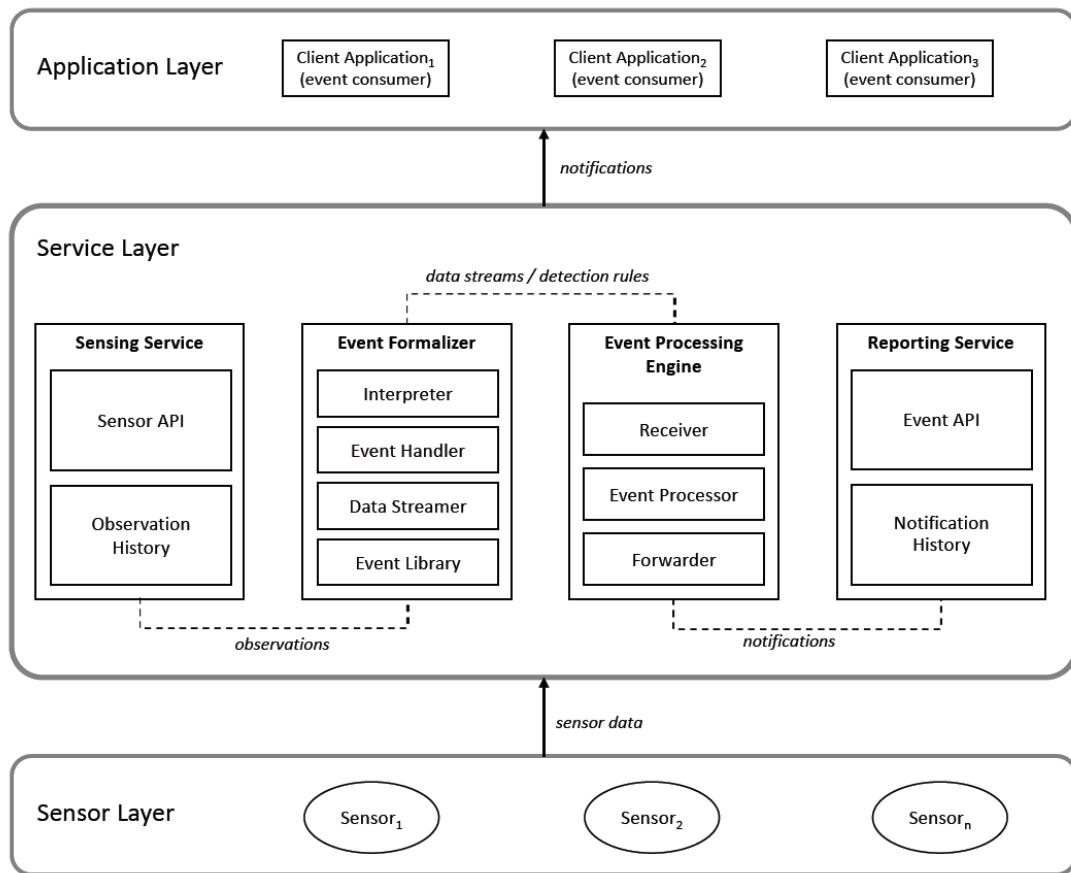 Application Layer
Client Application₁
(event consumer)
Client Application₂
(event consumer)
Client Application₃
(event consumer)
notifications
Service Layer
data streams / detection rules
Sensing Service
Sensor API
Observation
History
Event Formalizer
Interpreter
Event Handler
Data Streamer
Event Library
Event Processing
Engine
Receiver
Event Processor
Forwarder
Reporting Service
Event API
Notification
History
observations
notifications
sensor data
Sensor Layer
Sensor₁
Sensor₂
Sensorₙ